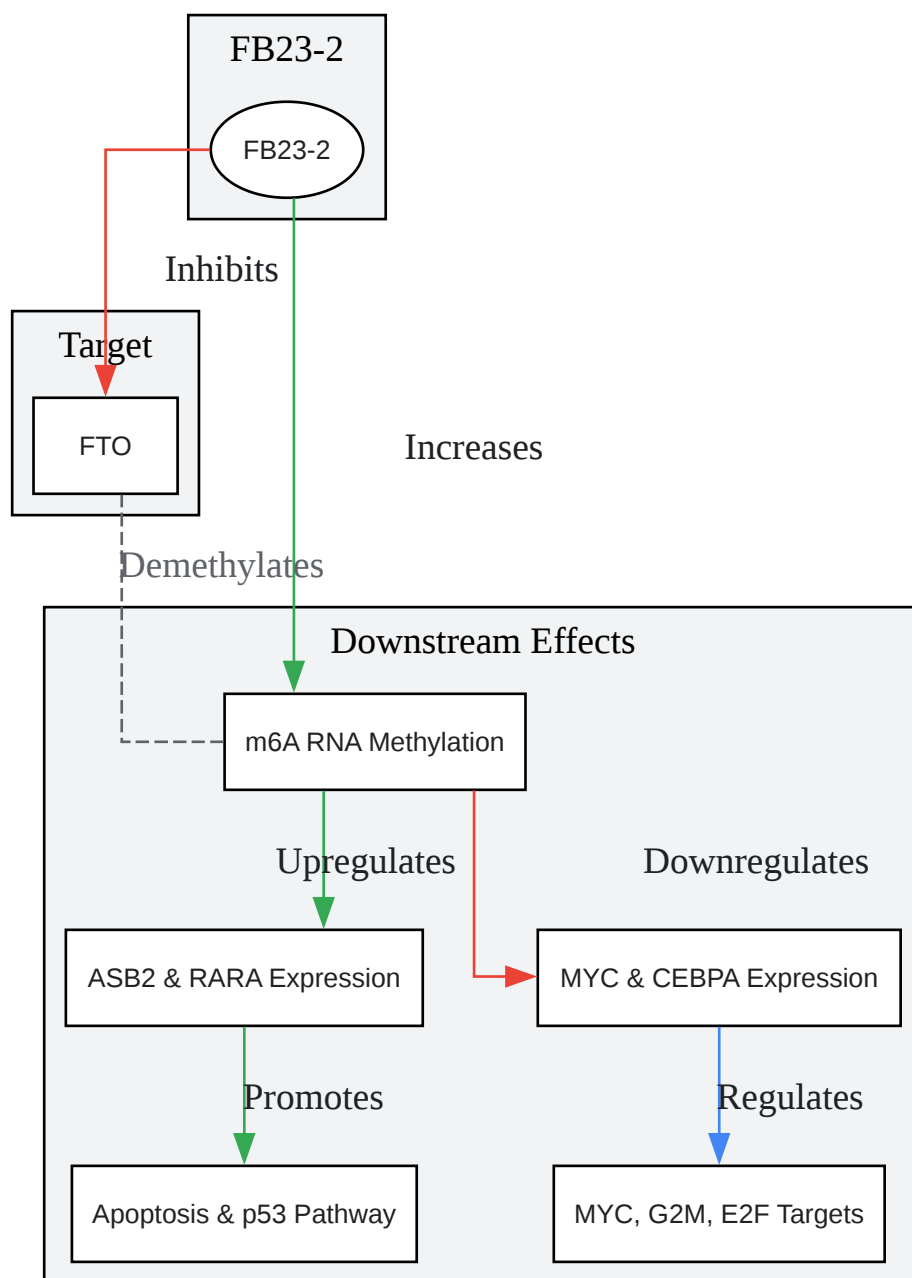 FB23-2
FB23-2
Inhibits
Target
FTO
Increases
Demethylates
Downstream Effects
m6A RNA Methylation
Upregulates
Downregulates
ASB2 & RARA Expression
MYC & CEBPA Expression
Promotes
Regulates
Apoptosis & p53 Pathway
MYC, G2M, E2F Targets